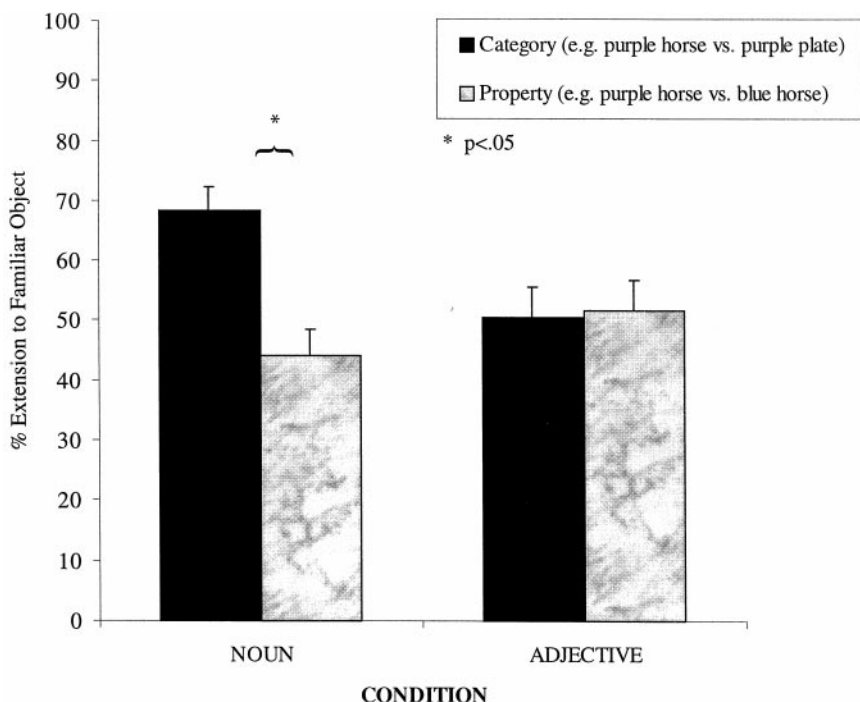 100
90
80
70
60
50
40
30
20
10
0
% Extension to Familiar Object
Category (e.g. purple horse vs. purple plate)
Property (e.g. purple horse vs. blue horse)
* p<.05
*
NOUN
ADJECTIVE
CONDITION